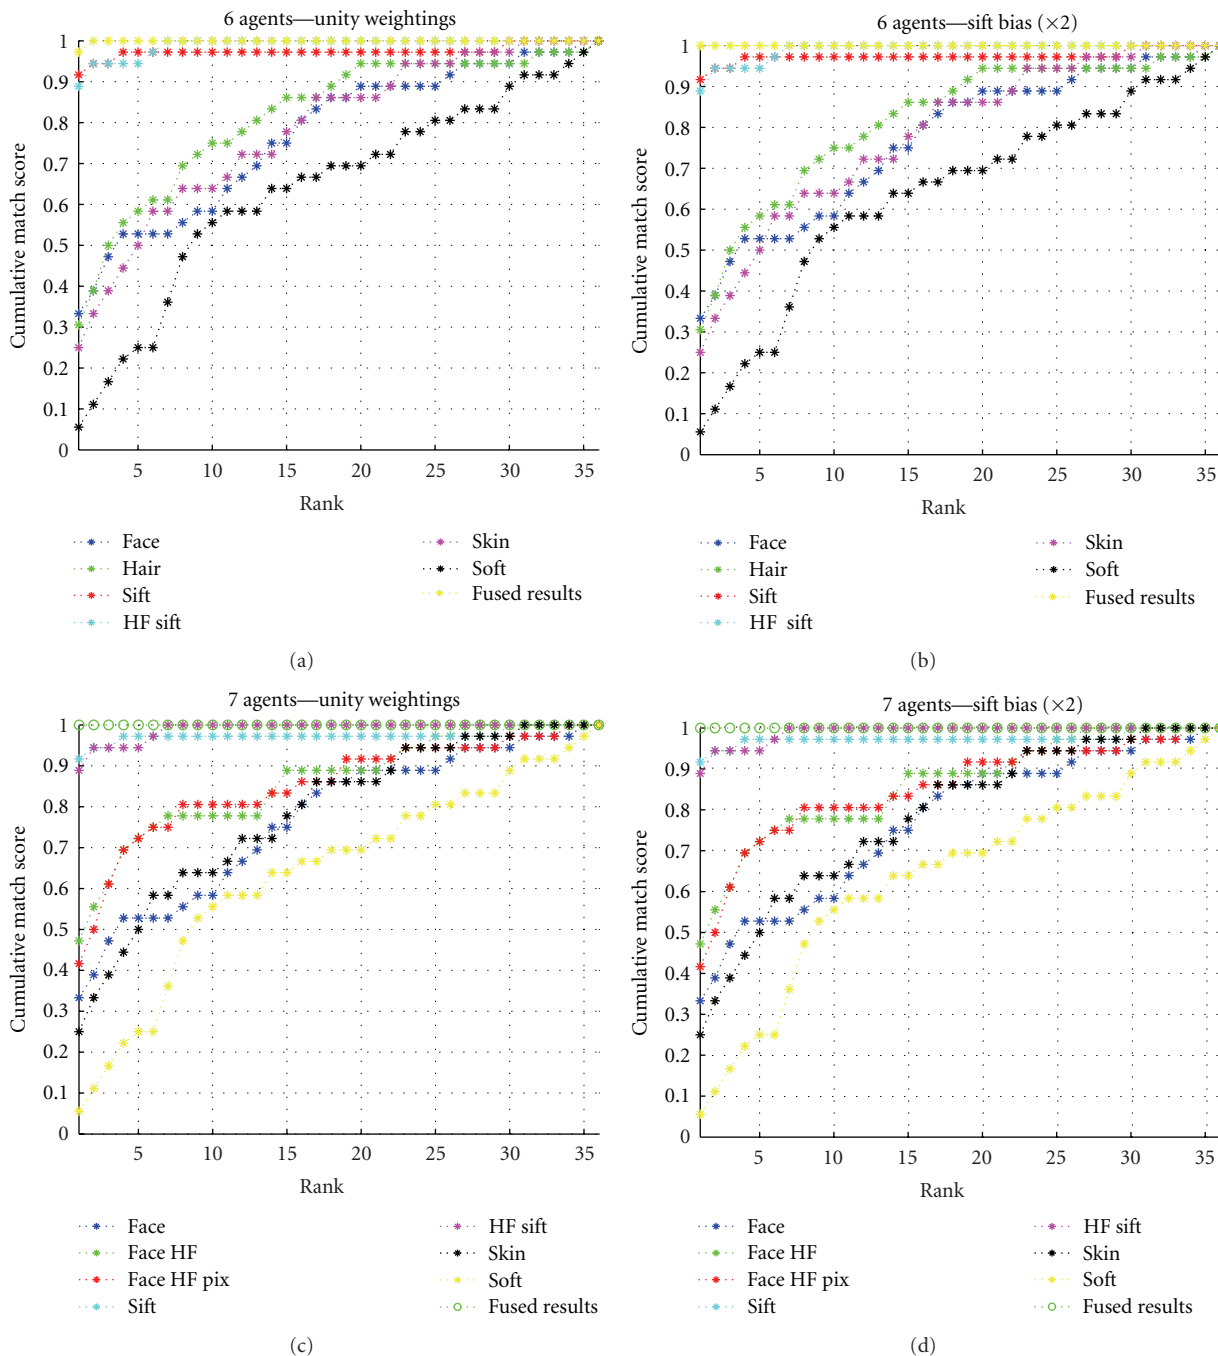 6 agents—unity weightings
1
0.9
0.8
0.7
0.6
0.5
0.4
0.3
0.2
0.1
0
Cumulative match score
5 10 15 20 25 30 35
Rank
Face
Hair
Sift
HF sift
Skin
Soft
Fused results
(a)
6 agents—sift bias (×2)
1
0.9
0.8
0.7
0.6
0.5
0.4
0.3
0.2
0.1
0
Cumulative match score
5 10 15 20 25 30 35
Rank
Face
Hair
Sift
HF sift
Skin
Soft
Fused results
(b)
7 agents—unity weightings
1
0.9
0.8
0.7
0.6
0.5
0.4
0.3
0.2
0.1
0
Cumulative match score
5 10 15 20 25 30 35
Rank
Face
Face HF
Face HF pix
Sift
HF sift
Skin
Soft
Fused results
(c)
7 agents—sift bias (×2)
1
0.9
0.8
0.7
0.6
0.5
0.4
0.3
0.2
0.1
0
Cumulative match score
5 10 15 20 25 30 35
Rank
Face
Face HF
Face HF pix
Sift
HF sift
Skin
Soft
Fused results
(d)